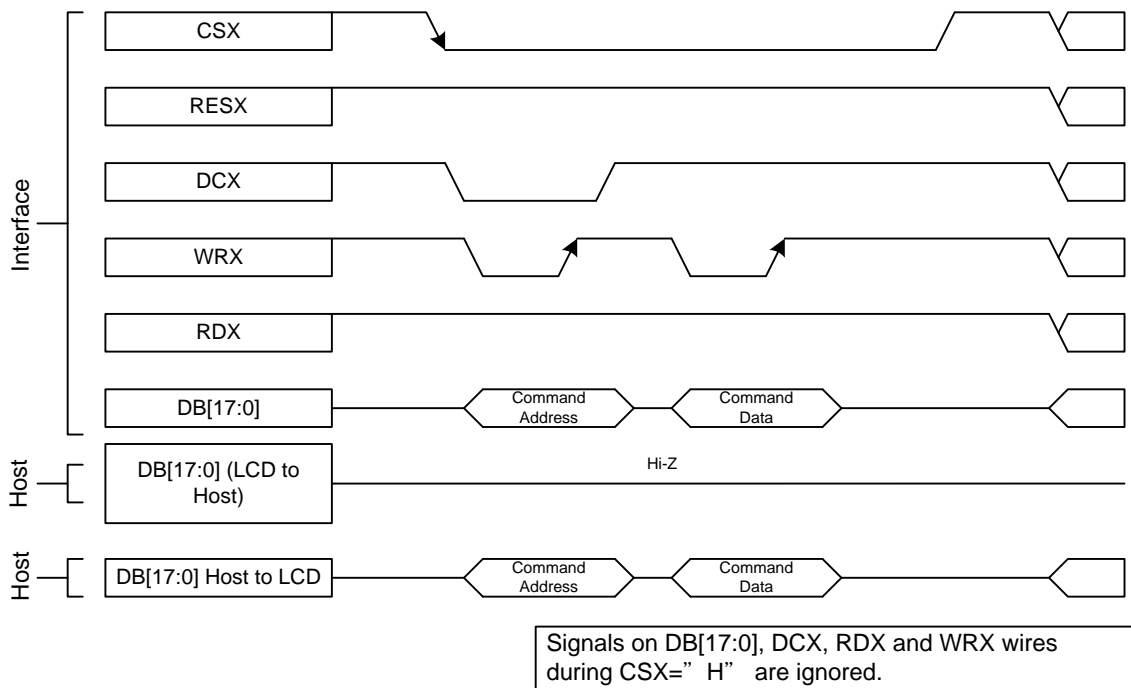 CSX
RESX
DCX
WRX
RDX
DB[17:0]
Command
Address
Command
Data
Interface
DB[17:0] (LCD to
Host)
Hi-Z
Host
DB[17:0] Host to LCD
Command
Address
Command
Data
Host
Signals on DB[17:0], DCX, RDX and WRX wires
during CSX=” H” are ignored.